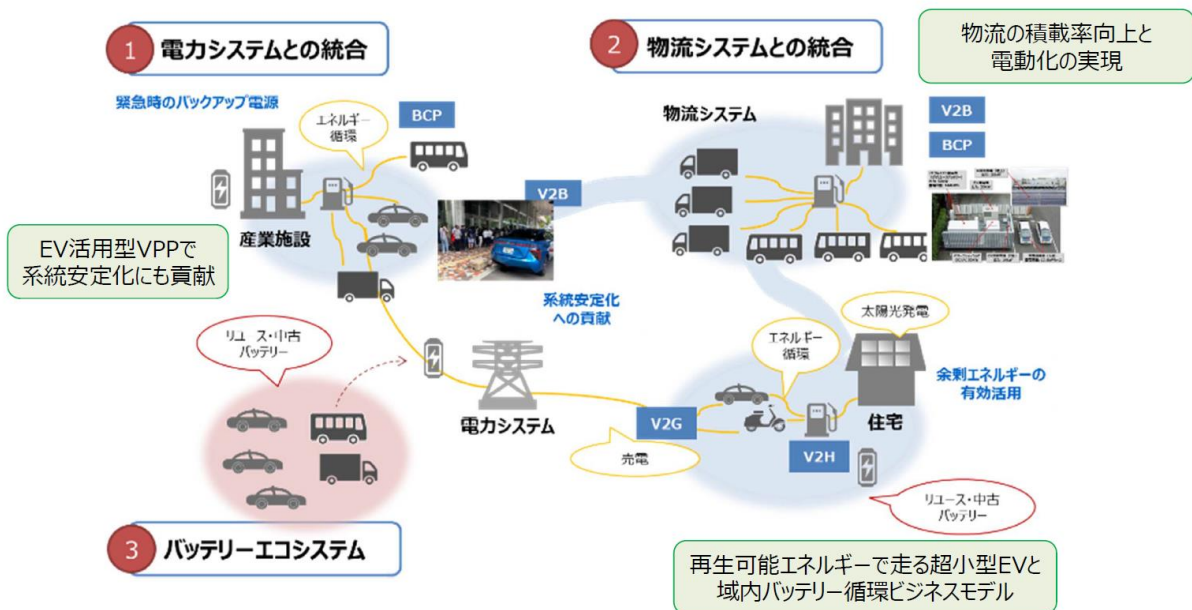 1
電力システムとの統合
2
物流システムとの統合
物流の積載率向上と
電動化の実現
緊急時のバックアップ電源
エネルギー
循環
BCP
物流システム
V2B
BCP
V2B
産業施設
EV活用型VPPで
系統安定化にも貢献
系統安定化
への貢献
太陽光発電
リユース・中古
バッテリー
エネルギー
循環
余剰エネルギーの
有効活用
電力システム
V2G
住宅
売電
V2H
リユース・中古
バッテリー
3
バッテリーエコシステム
再生可能エネルギーで走る超小型EVと
域内バッテリー循環ビジネスモデル